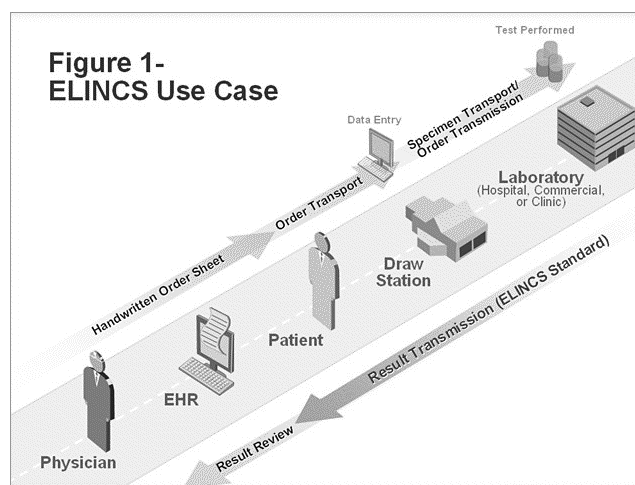 Figure 1-
ELINCS Use Case
Test Performed
Data Entry
Specimen Transport/
Order Transmission
Order Transport
Handwritten Order Sheet
Laboratory
(Hospital, Commercial,
or Clinic)
Draw
Station
Patient
EHR
Physician
Result Transmission (ELINCS Standard)
Result Review